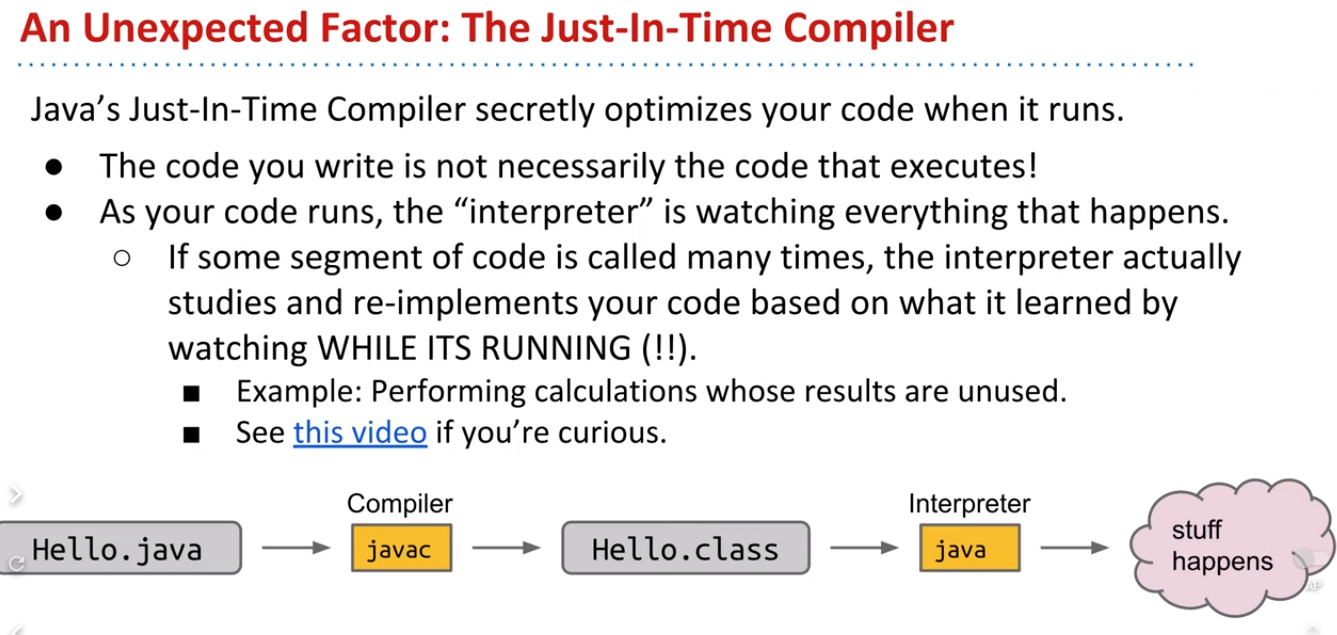 An Unexpected Factor: The Just-In-Time Compiler
Java's Just-In-Time Compiler secretly optimizes your code when it runs.
● The code you write is not necessarily the code that executes!
● As your code runs, the "interpreter" is watching everything that happens.
○ If some segment of code is called many times, the interpreter actually
studies and re-implements your code based on what it learned by
watching WHILE ITS RUNNING (!!).
■ Example: Performing calculations whose results are unused.
■ See this video if you're curious.
Compiler
Interpreter
Hello.java
javac
Hello.class
java
stuff
happens
AP